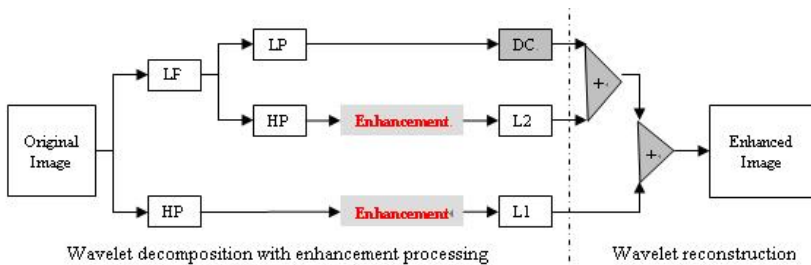 LP
DC
LF
+
HP
Enhancement
L2
Original
Image
+
Enhanced
Image
HP
Enhancement
L1
Wavelet decomposition with enhancement processing
Wavelet reconstruction